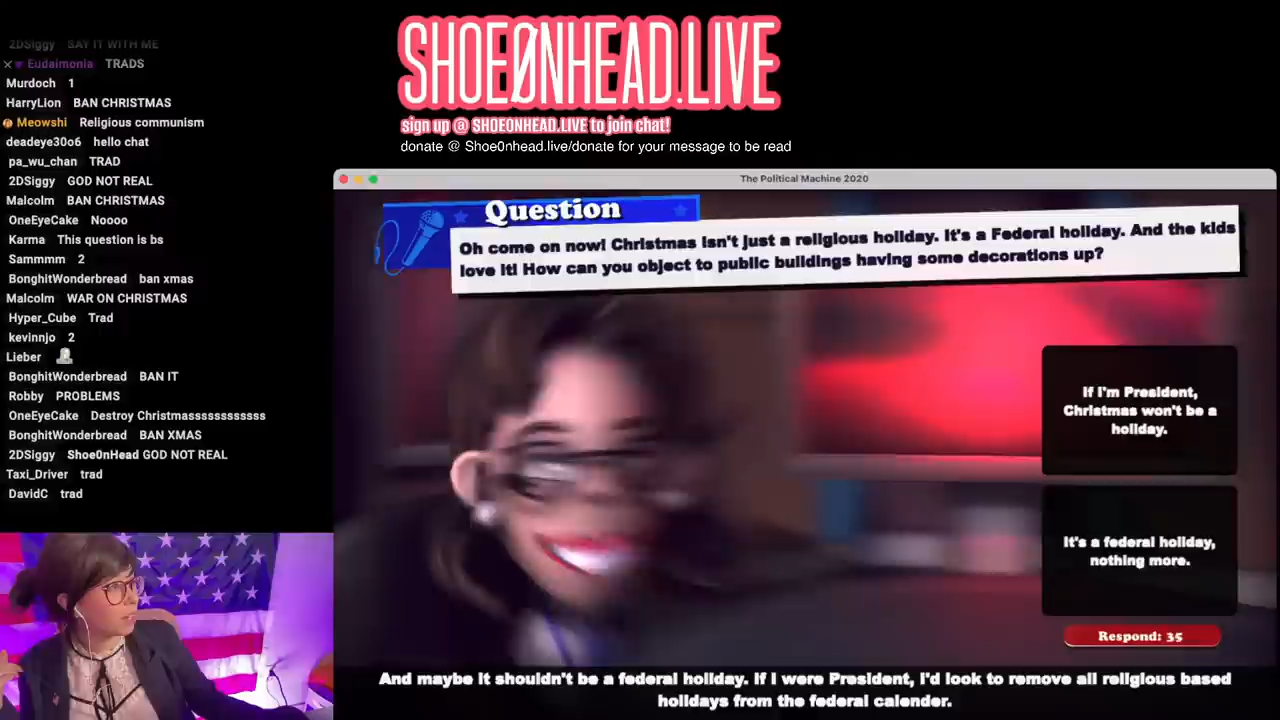 2DSiggy SAY IT WITH ME
Eudaimonia TRADS
Murdoch 1
HarryLion BAN CHRISTMAS
Meowshi Religious communism
deadeye30o6 hello chat
pa_wu_chan TRAD
2DSiggy GOD NOT REAL
Malcolm BAN CHRISTMAS
OneEyeCake Noooo
Karma This question is bs
Sammmm 2
BonghitWonderbread ban xmas
Malcolm WAR ON CHRISTMAS
Hyper_Cube Trad
kevinnjo 2
Lieber
BonghitWonderbread BAN IT
Robby PROBLEMS
OneEyeCake Destroy Christmassssssssssss
BonghitWonderbread BAN XMAS
2DSiggy Shoe0nHead GOD NOT REAL
Taxi_Driver trad
DavidC trad
SHOEØNHEAD.LIVE
sign up @ SHOE0NHEAD.LIVE to join chat!
donate @ Shoe0nhead.live/donate for your message to be read
The Political Machine 2020
Question
Oh come on now! Christmas isn't just a religious holiday. It's a Federal holiday. And the kids
love it! How can you object to public buildings having some decorations up?
If I'm President,
Christmas won't be a
holiday.
It's a federal holiday,
nothing more.
Respond: 35
And maybe it shouldn't be a federal holiday. If I were President, I'd look to remove all religious based
holidays from the federal calender.